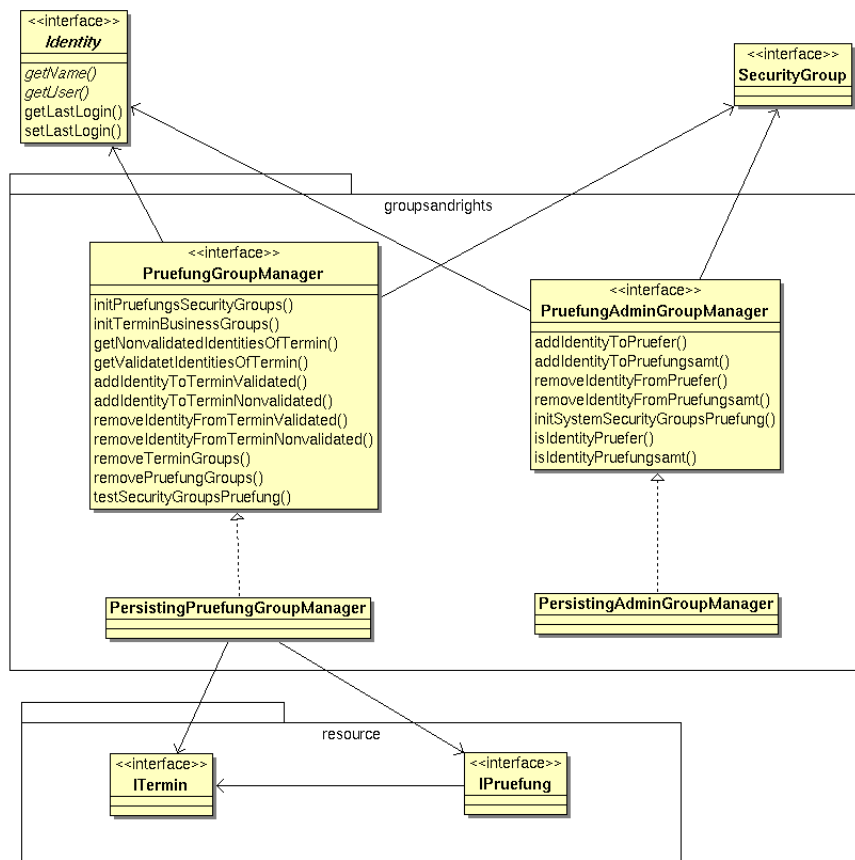 <<interface>>
Identity
getName()
getUser()
getLastLogin()
setLastLogin()
<<interface>>
SecurityGroup
groupsandrights
<<interface>>
PruefungGroupManager
initPruefungsSecurityGroups()
initTerminBusinessGroups()
getNonvalidatedIdentitiesOfTermin()
getValidatetIdentitiesOfTermin()
addIdentityToTerminValidated()
addIdentityToTerminNonvalidated()
removeIdentityFromTerminValidated()
removeIdentityFromTerminNonvalidated()
removeTerminGroups()
removePruefungGroups()
testSecurityGroupsPruefung()
<<interface>>
PruefungAdminGroupManager
addIdentityToPruefer()
addIdentityToPruefungsamt()
removeIdentityFromPruefer()
removeIdentityFromPruefungsamt()
initSystemSecurityGroupsPruefung()
isIdentityPruefer()
isIdentityPruefungsamt()
PersistingPruefungGroupManager
PersistingAdminGroupManager
resource
<<interface>>
ITermin
<<interface>>
IPruefung